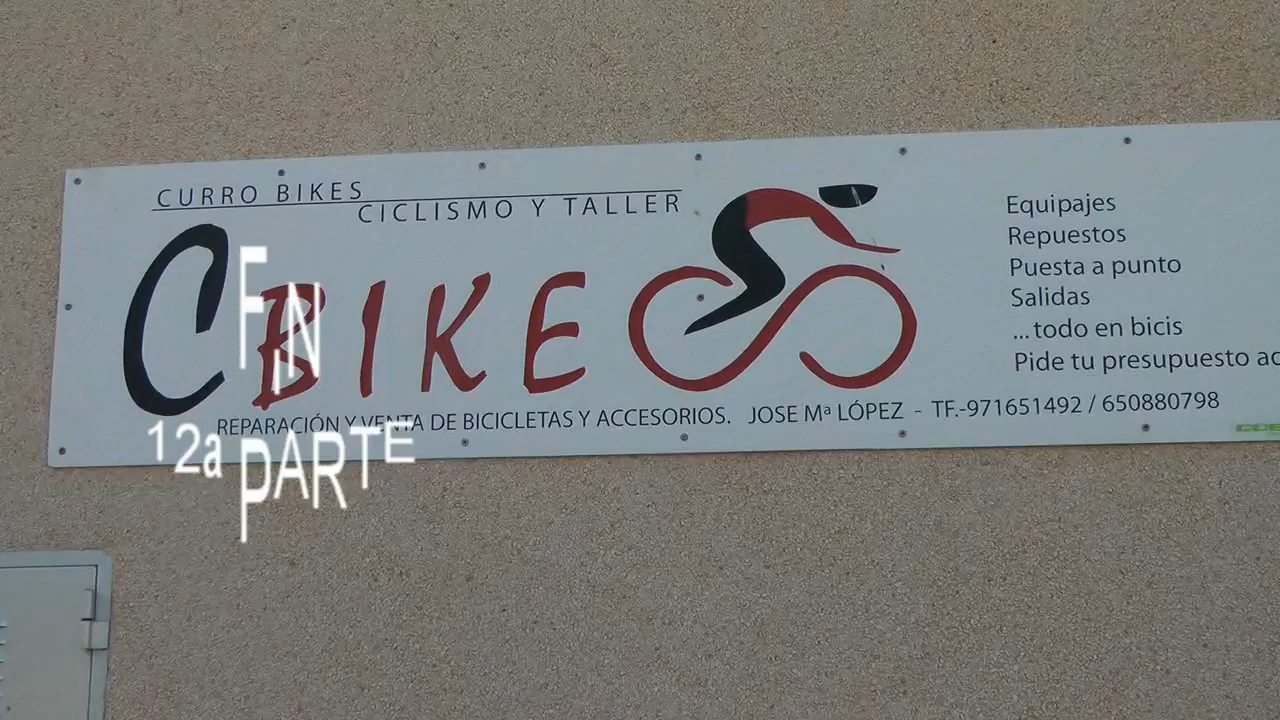 CURRO BIKES
CICLISMO Y TALLER
C BIKE
Equipajes
Repuestos
Puesta a punto
Salidas
...todo en bicis
Pide tu presupuesto
REPARACIÓN Y VENTA DE BICICLETAS Y ACCESORIOS. JOSE Mª LÓPEZ - TF.-971651492 / 650880798
FIN
12a PARTE